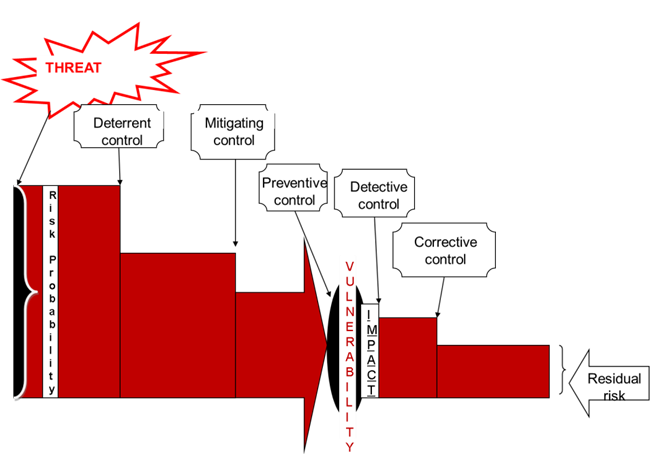 THREAT
Deterrent
control
Mitigating
control
Preventive
control
Detective
control
Corrective
control
Risk Probability
VULNERABILITY
IMPACT
Residual
risk